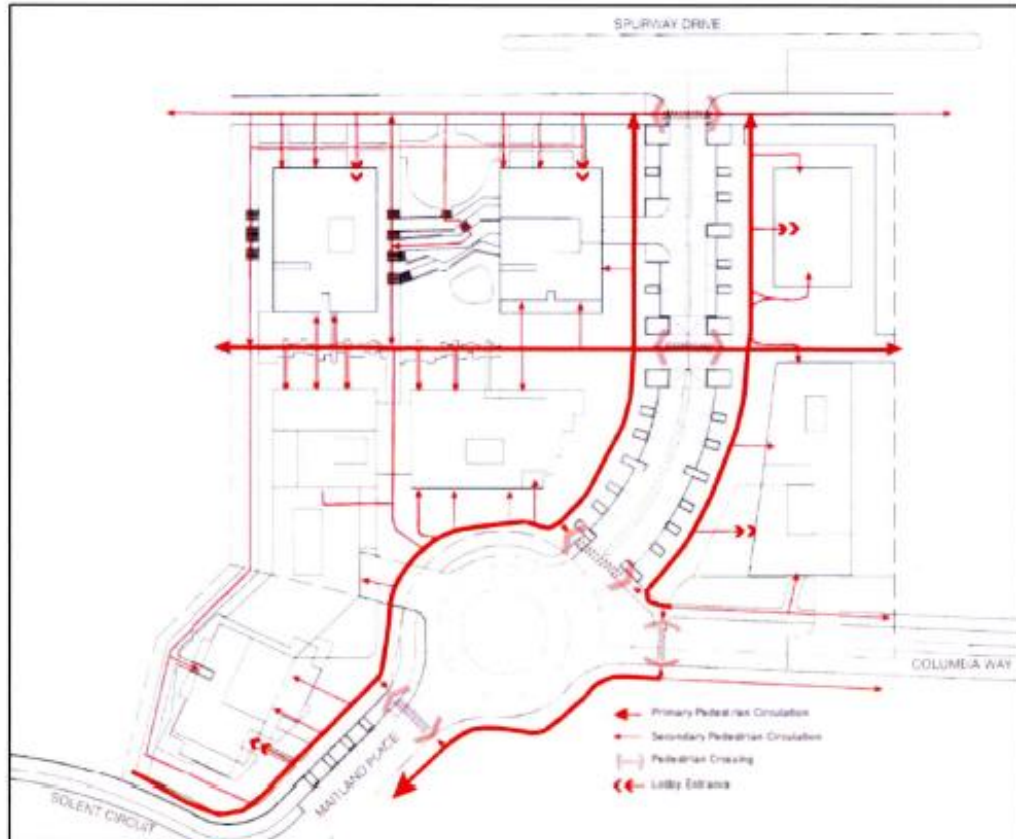 SPURWAY DRIVE
COLUMBIA WAY
Primary Pedestrian Circulation
Secondary Pedestrian Circulation
Pedestrian Crossing
Lobby Entrance
MAITLAND PLACE
SOLENT CIRCUIT